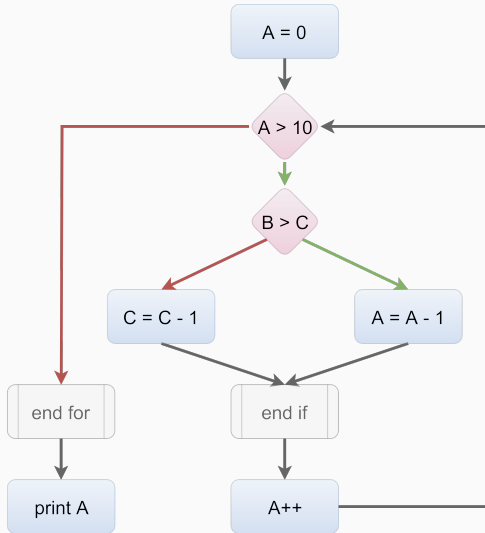 A = 0
A > 10
B > C
C = C - 1
A = A - 1
end for
end if
print A
A++